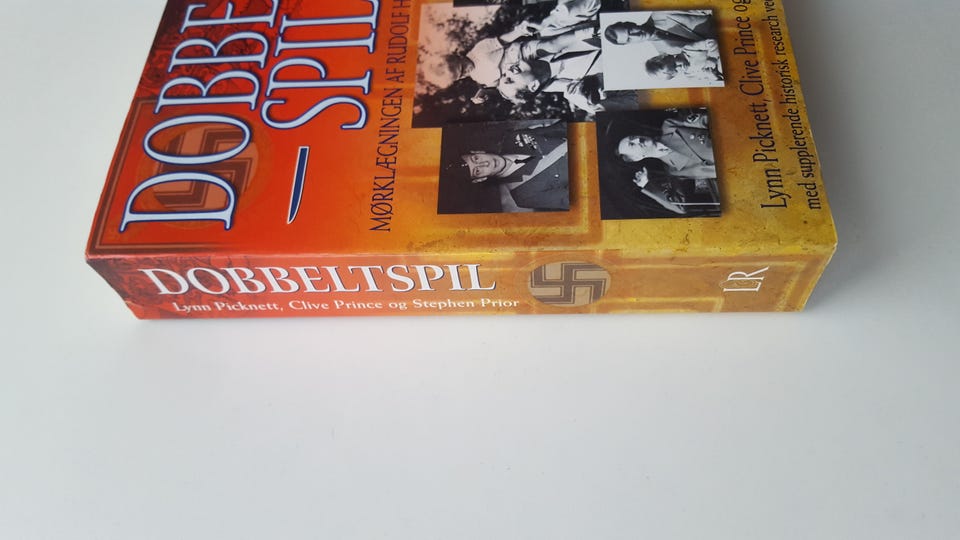 DOBBE
SPIL
MØRKLÆGNINGEN AF RUDOLF H
Lynn Picknett, Clive Prince og
med supplerende historisk research ve
DOBBELTSPIL
Lynn Picknett, Clive Prince og Stephen Prior
L&R